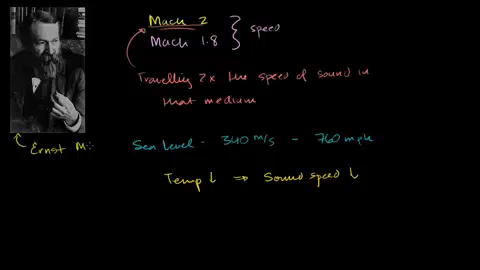 Mach 2
Mach 1.8
speed
Travelling 2x the speed of sound in
that medium
Sea Level - 340 m/s - 760 mph
Temp ↓ ⇒ Sound speed ↓
Ernst